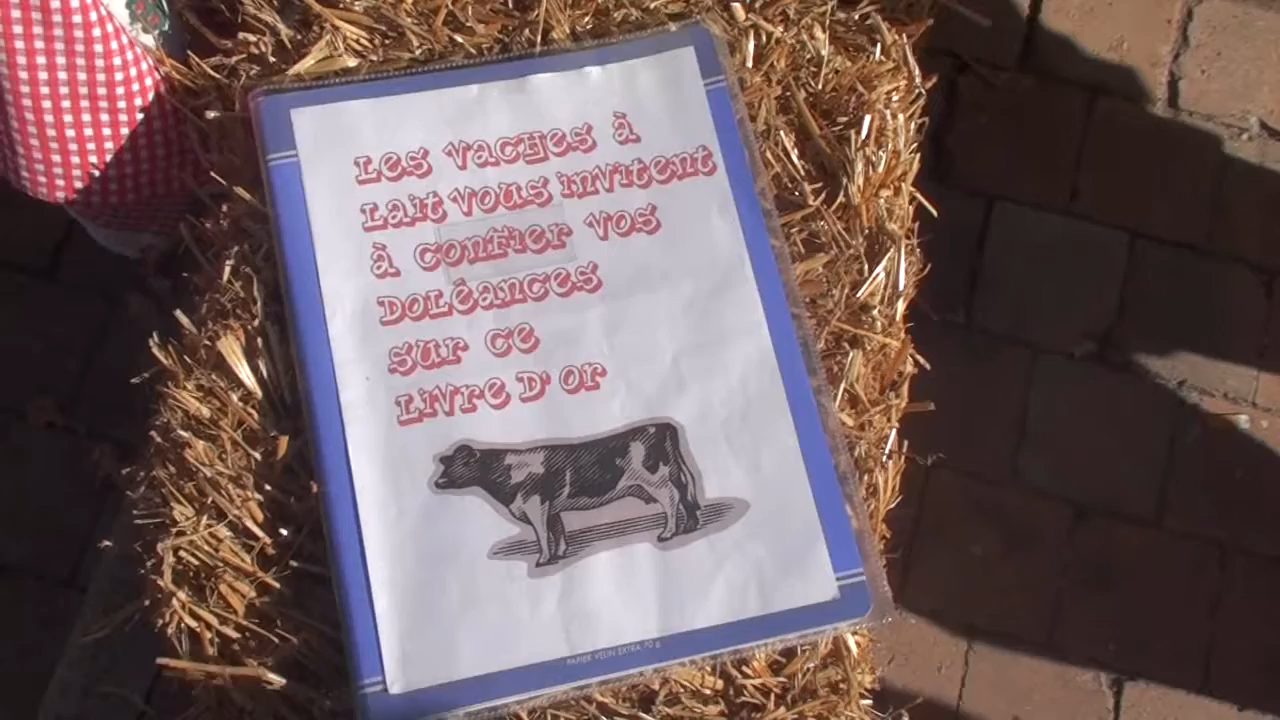 Les vaches à
Lait vous invitent
à confier vos
Doléances
sur ce
Livre D'or
PAPIER VELIN EXTRA 70 g